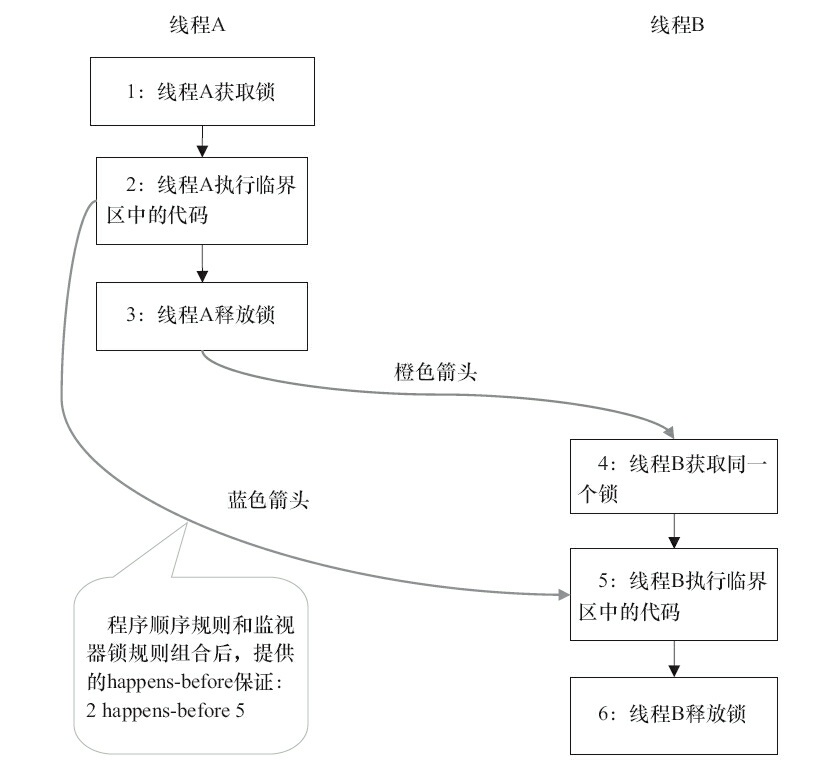 线程A
线程B
1：线程A获取锁
2：线程A执行临界
区中的代码
3：线程A释放锁
橙色箭头
4：线程B获取同一
个锁
蓝色箭头
5：线程B执行临界
区中的代码
程序顺序规则和监视
器锁规则组合后，提供
的happens-before保证：
2 happens-before 5
6：线程B释放锁